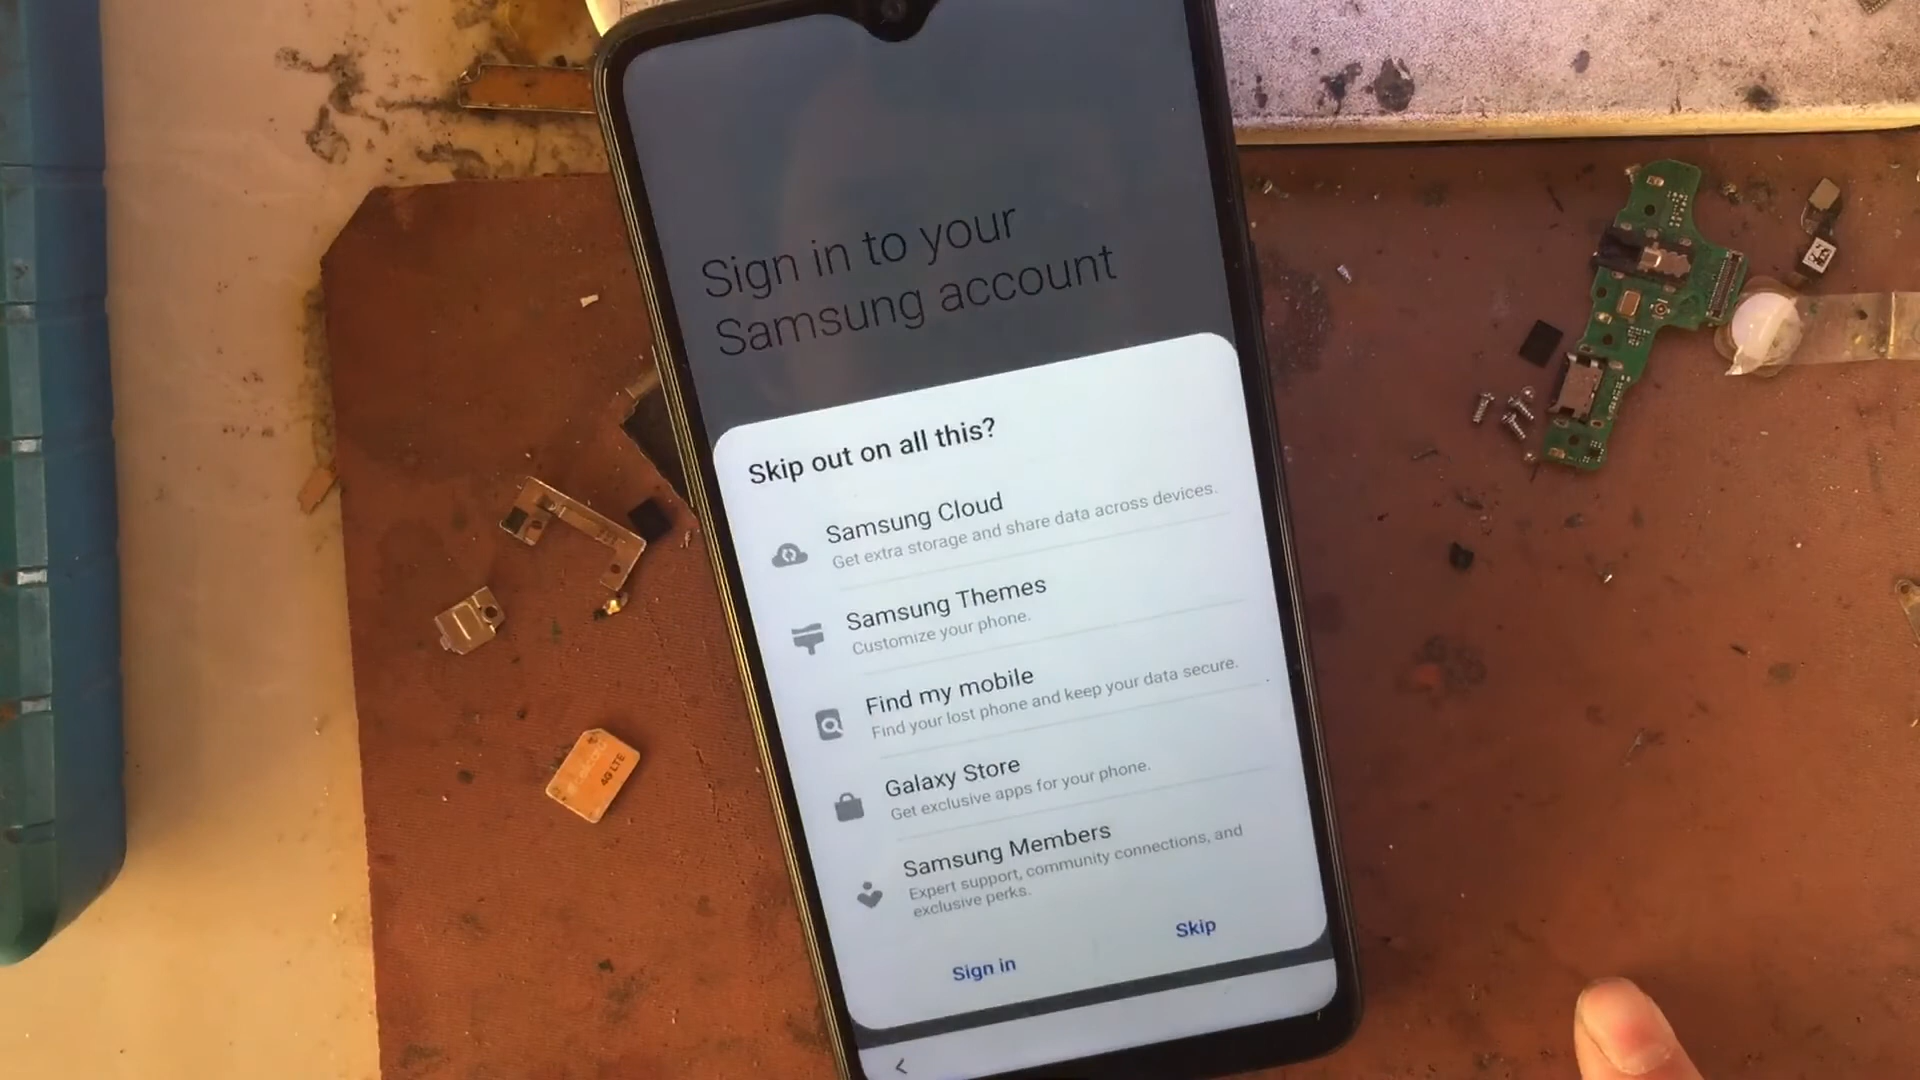 Sign in to your
Samsung account
Skip out on all this?
Samsung Cloud
Get extra storage and share data across devices.
Samsung Themes
Customize your phone.
Find my mobile
Find your lost phone and keep your data secure.
Galaxy Store
Get exclusive apps for your phone.
Samsung Members
Expert support, community connections, and
exclusive perks.
Sign in
Skip
4G LTE